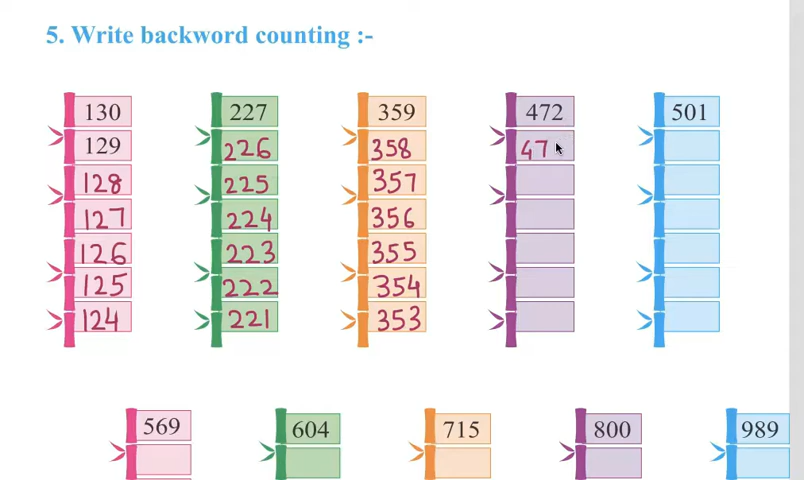 5. Write backword counting :-
130 227 359 472 501
129 226 358 47
128 225 357
127 224 356
126 223 355
125 222 354
124 221 353
569 604 715 800 989